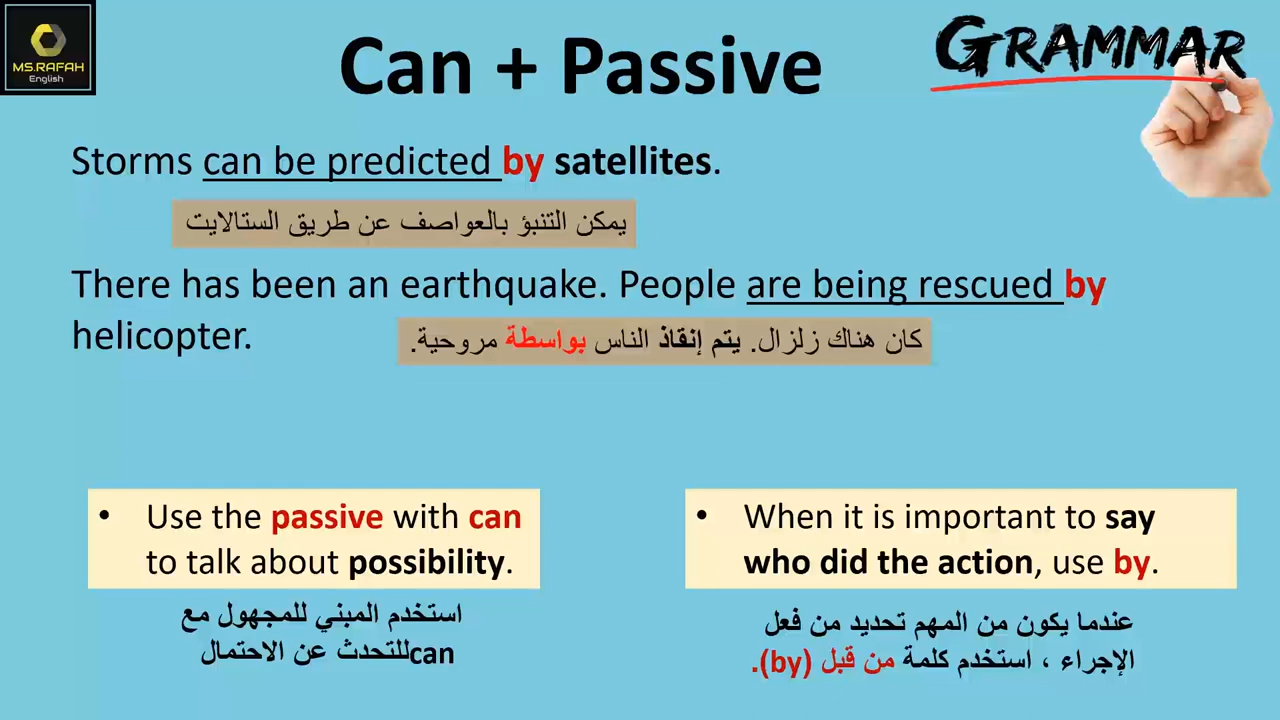 MS.RAFAH
English
Can + Passive
GRAMMAR
Storms can be predicted by satellites.
يمكن التنبؤ بالعواصف عن طريق الستالايت
There has been an earthquake. People are being rescued by
helicopter.
كان هناك زلزال. يتم إنقاذ الناس بواسطة مروحية.
• Use the passive with can
to talk about possibility.
استخدم المبني للمجهول مع
canللتحدث عن الاحتمال
• When it is important to say
who did the action, use by.
عندما يكون من المهم تحديد من فعل
الإجراء ، استخدم كلمة من قبل (by).